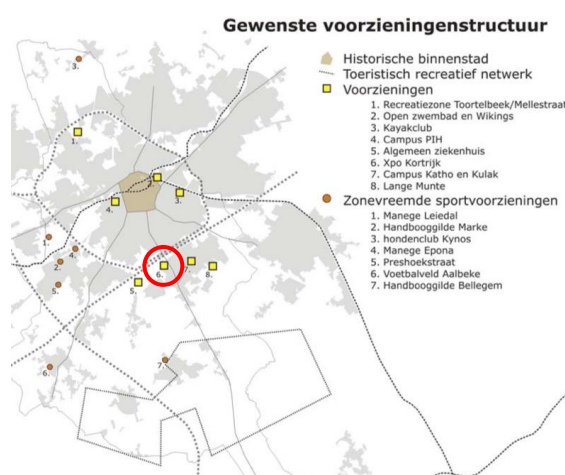 Gewenste voorzieningenstructuur
Historische binnenstad
Toeristisch recreatief netwerk
Voorzieningen
1. Recreatiezone Toortelbeek/Mellestraat
2. Open zwembad en Wikings
3. Kayakclub
4. Campus PIH
5. Algemeen ziekenhuis
6. Xpo Kortrijk
7. Campus Katho en Kulak
8. Lange Munte
Zonevreemde sportvoorzieningen
1. Manege Leiedal
2. Handbooggilde Marke
3. hondenclub Kynos
4. Manege Epona
5. Preshoekstraat
6. Voetbalveld Aalbeke
7. Handbooggilde Bellegem
3.
1.
2.
3.
4.
1.
4.
2.
5.
6.
7.
8.
5.
6.
7.